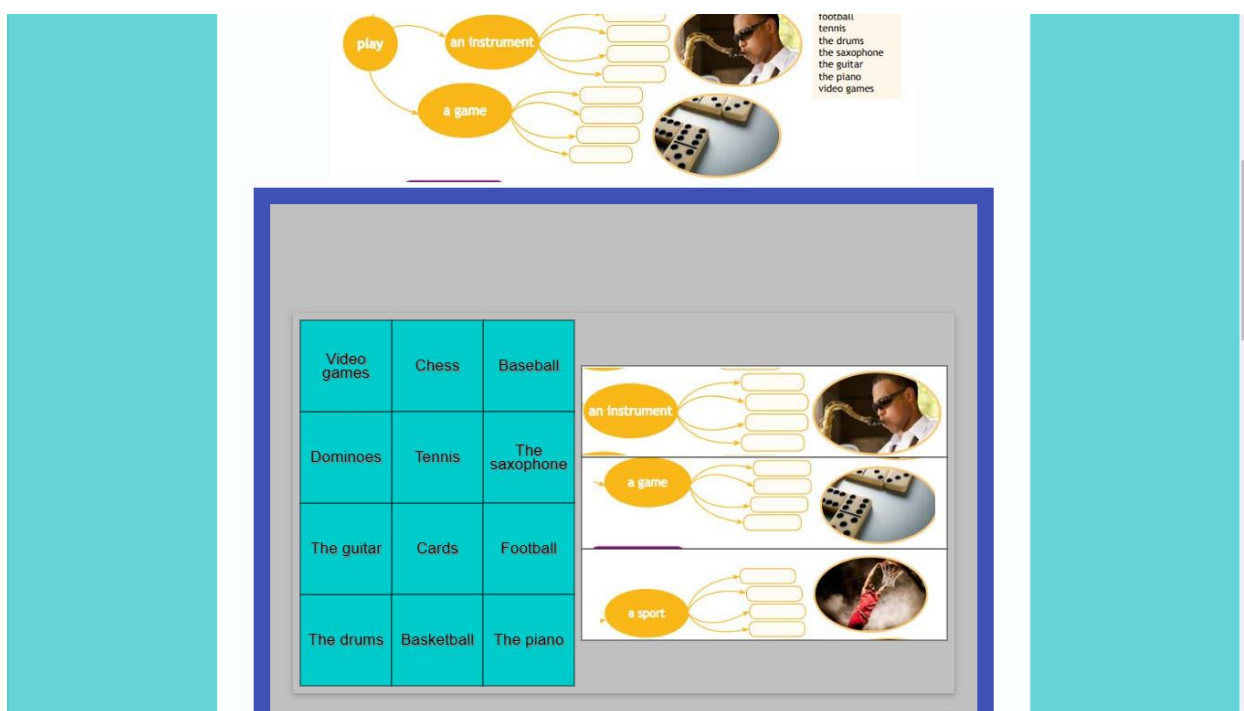 football
tennis
the drums
the saxophone
the guitar
the piano
video games
play
an instrument
a game
Video
games
Chess
Baseball
an instrument
Dominoes
Tennis
The
saxophone
a game
The guitar
Cards
Football
a sport
The drums
Basketball
The piano